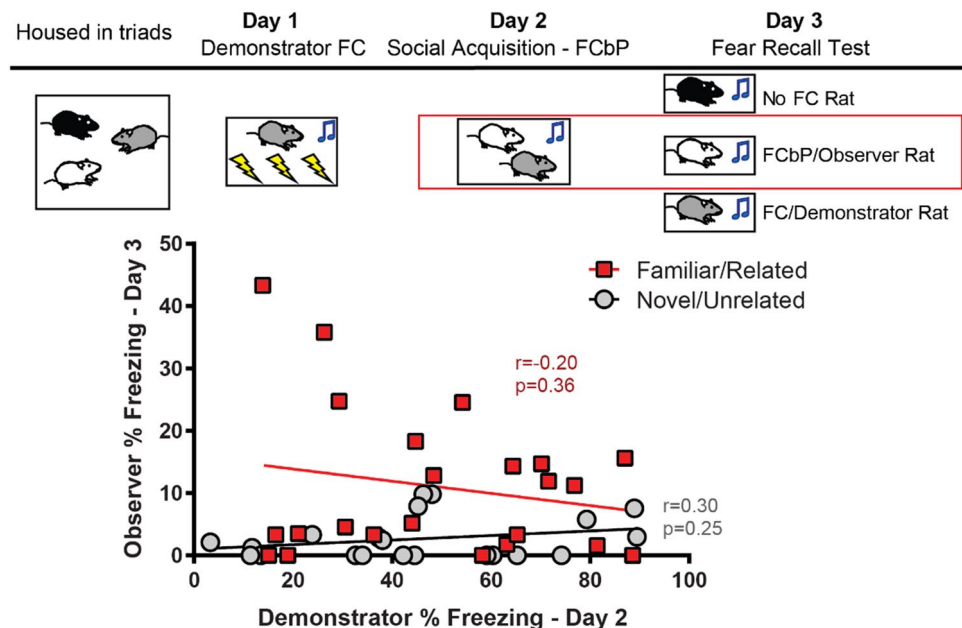 Housed in triads
Day 1
Demonstrator FC
Day 2
Social Acquisition - FCbP
Day 3
Fear Recall Test
No FC Rat
FCbP/Observer Rat
FC/Demonstrator Rat
Observer % Freezing - Day 3
50
40
30
20
10
0
Familiar/Related
Novel/Unrelated
r=-0.20
p=0.36
r=0.30
p=0.25
0 20 40 60 80 100
Demonstrator % Freezing - Day 2